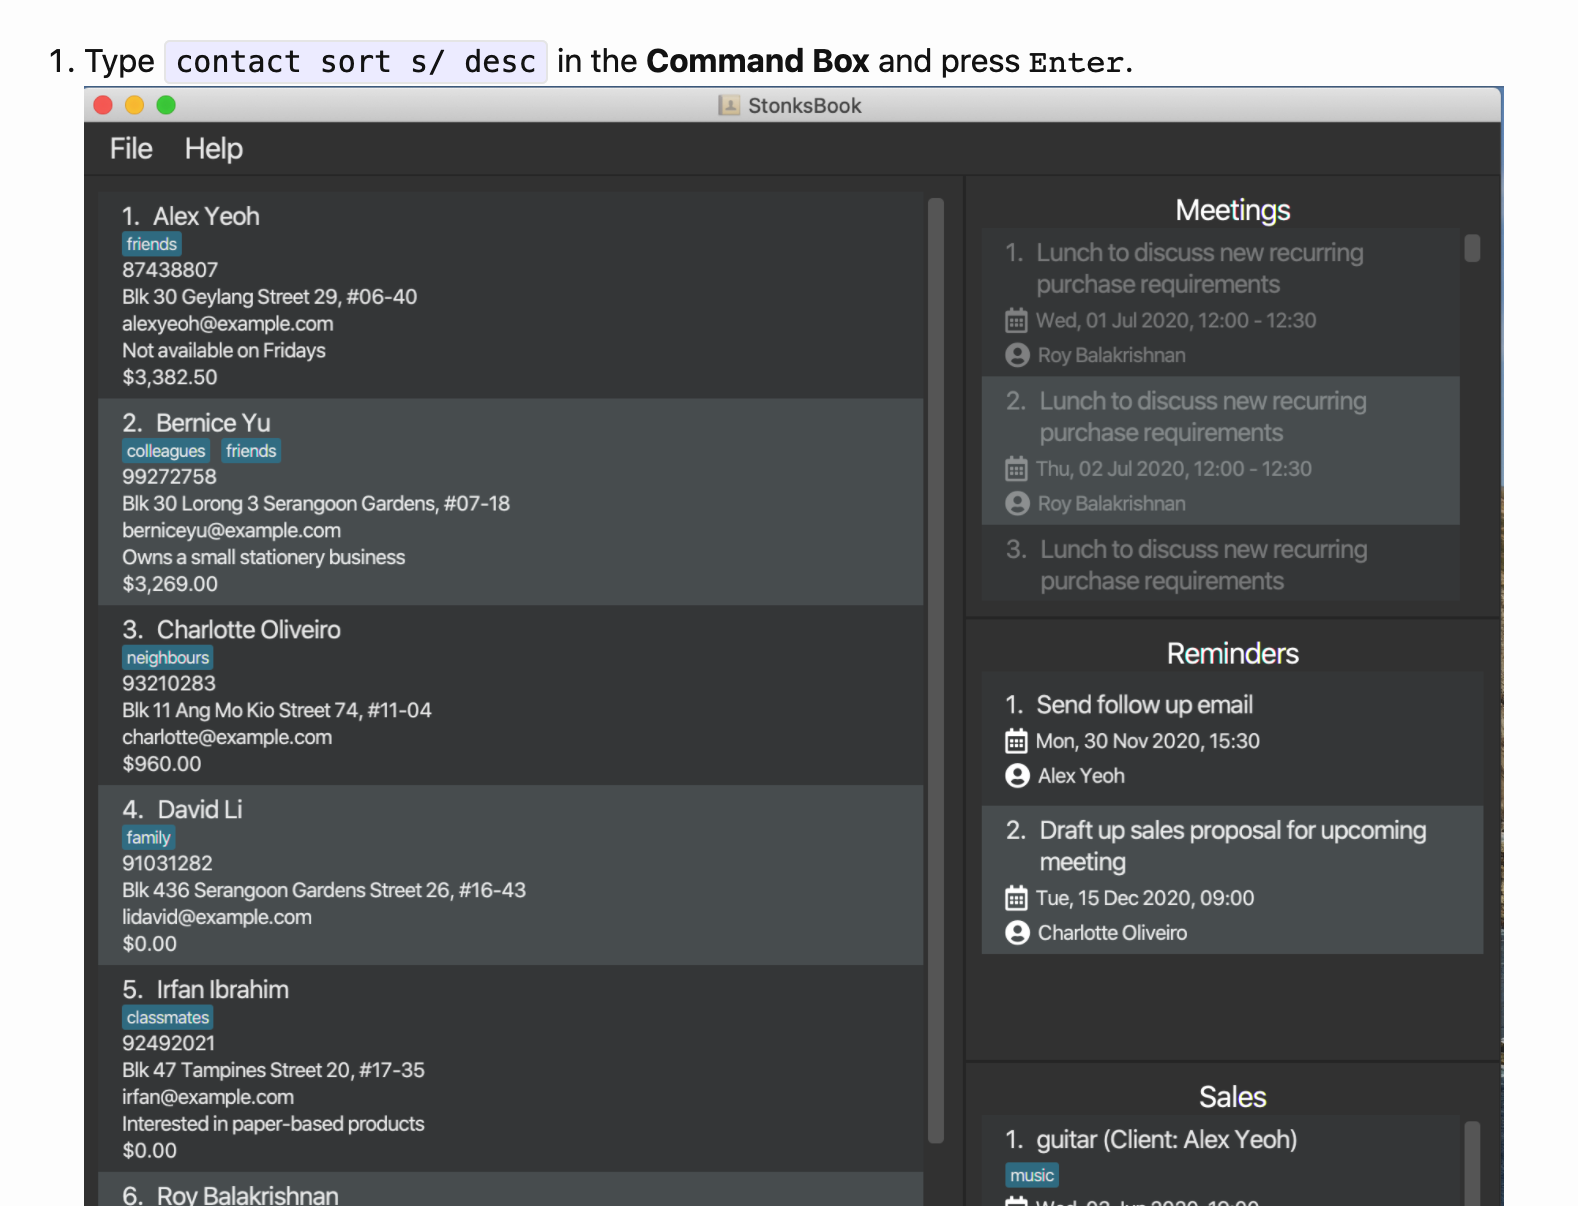 1. Type contact sort s/ desc in the Command Box and press Enter.
StonksBook
File Help
1. Alex Yeoh
friends
87438807
Blk 30 Geylang Street 29, #06-40
alexyeoh@example.com
Not available on Fridays
$3,382.50
2. Bernice Yu
colleagues friends
99272758
Blk 30 Lorong 3 Serangoon Gardens, #07-18
berniceyu@example.com
Owns a small stationery business
$3,269.00
3. Charlotte Oliveiro
neighbours
93210283
Blk 11 Ang Mo Kio Street 74, #11-04
charlotte@example.com
$960.00
4. David Li
family
91031282
Blk 436 Serangoon Gardens Street 26, #16-43
lidavid@example.com
$0.00
5. Irfan Ibrahim
classmates
92492021
Blk 47 Tampines Street 20, #17-35
irfan@example.com
Interested in paper-based products
$0.00
6. Roy Balakrishnan
Meetings
1. Lunch to discuss new recurring
purchase requirements
Wed, 01 Jul 2020, 12:00 - 12:30
Roy Balakrishnan
2. Lunch to discuss new recurring
purchase requirements
Thu, 02 Jul 2020, 12:00 - 12:30
Roy Balakrishnan
3. Lunch to discuss new recurring
purchase requirements
Reminders
1. Send follow up email
Mon, 30 Nov 2020, 15:30
Alex Yeoh
2. Draft up sales proposal for upcoming
meeting
Tue, 15 Dec 2020, 09:00
Charlotte Oliveiro
Sales
1. guitar (Client: Alex Yeoh)
music